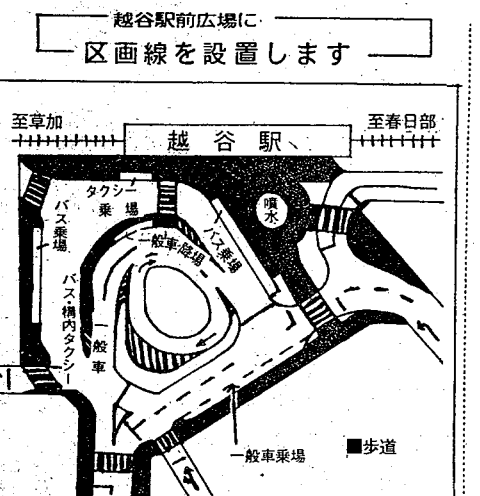 越谷駅前広場に
区画線を設置します
至草加
越谷駅
至春日部
タクシー
乗場
噴水
バス乗場
バス乗場
一般車降場
バス・構内タクシー
一般車
一般車乗場
■歩道